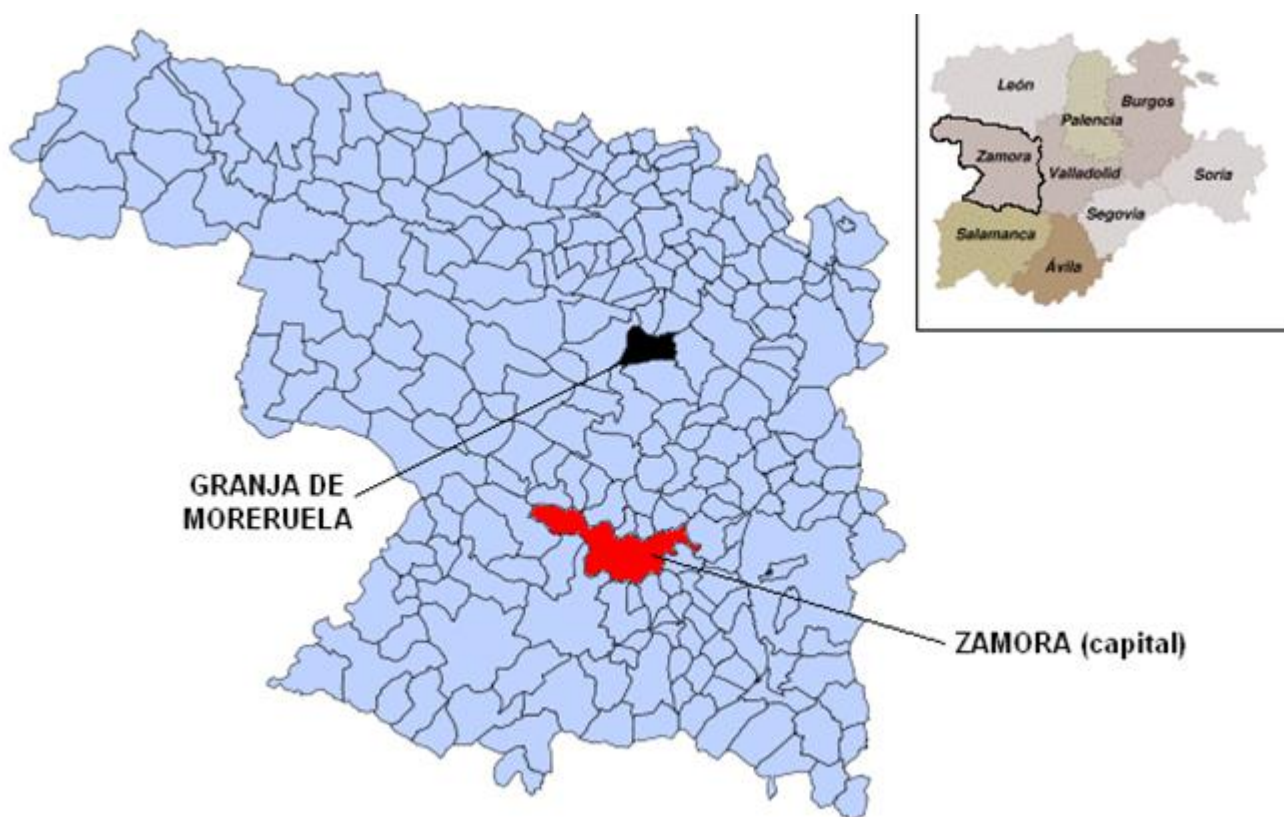 León
Burgos
Palencia
Zamora
Valladolid
Soria
Segovia
Salamanca
Ávila
GRANJA DE
MORERUELA
ZAMORA (capital)